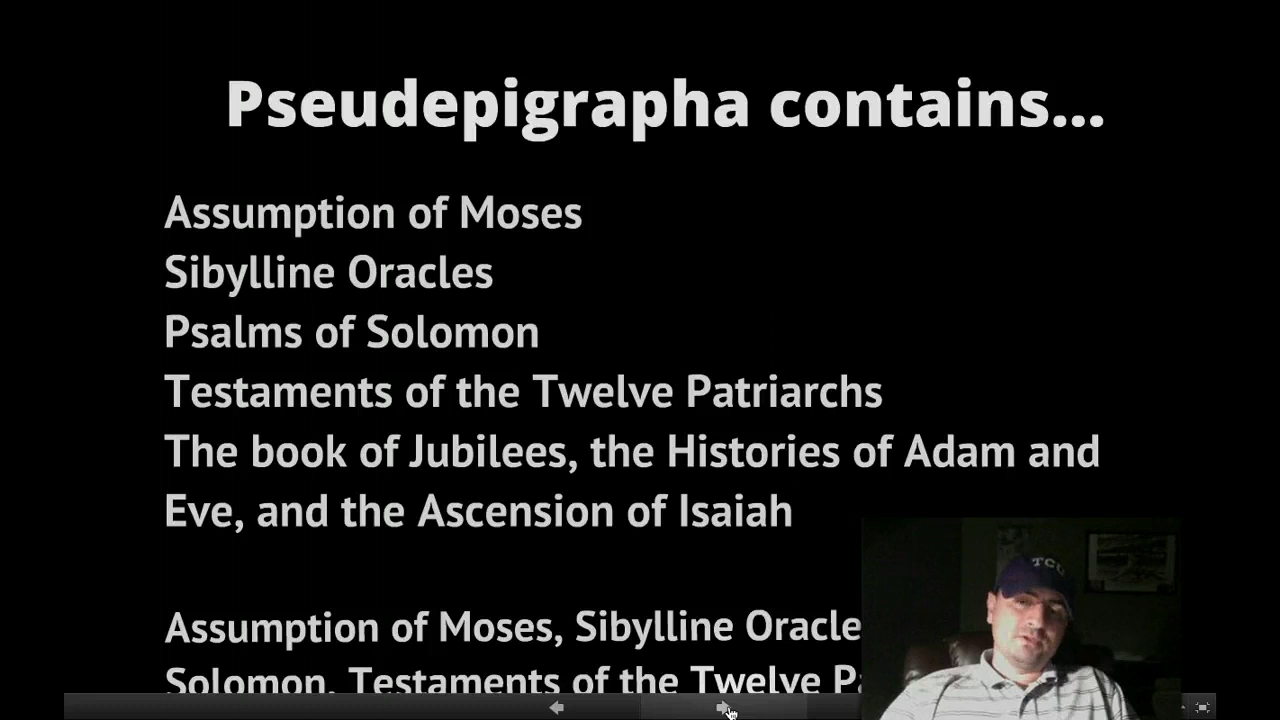 Pseudepigrapha contains...
Assumption of Moses
Sibylline Oracles
Psalms of Solomon
Testaments of the Twelve Patriarchs
The book of Jubilees, the Histories of Adam and
Eve, and the Ascension of Isaiah
Assumption of Moses, Sibylline Oracle
Solomon, Testaments of the Twelve Pa
TCU